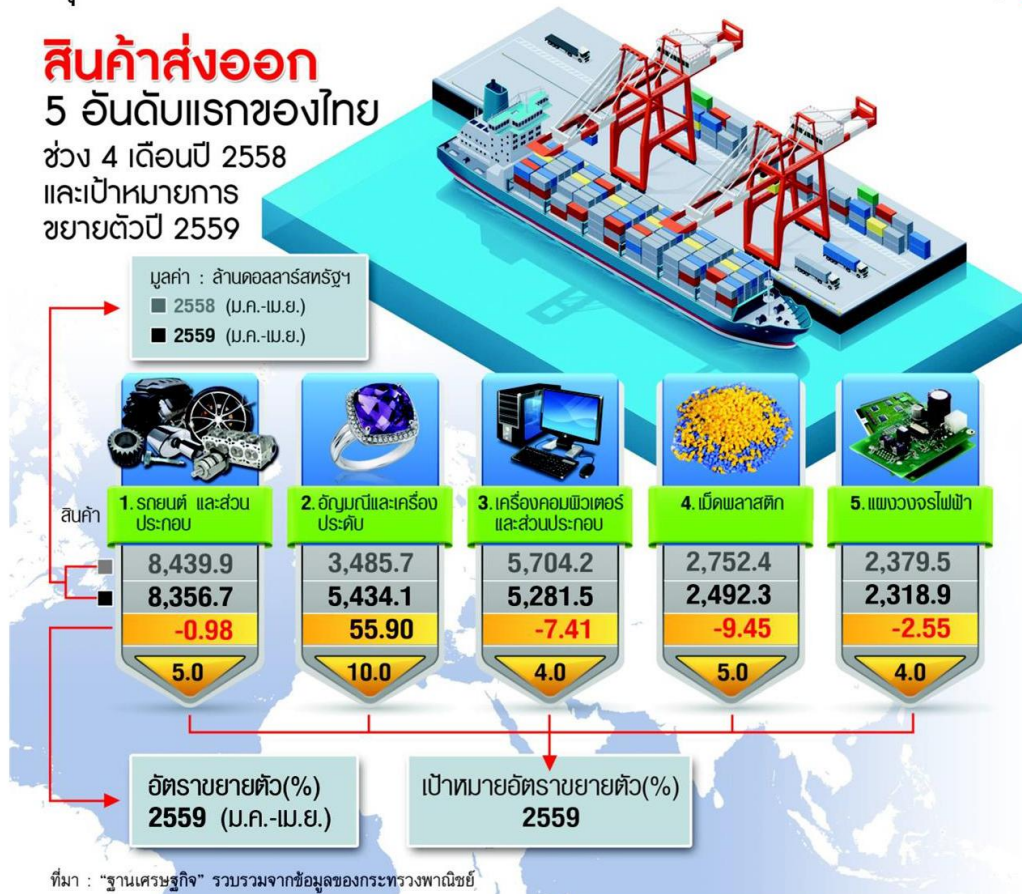 สินค้าส่งออก
5 อันดับแรกของไทย
ช่วง 4 เดือนปี 2558
และเป้าหมายการ
ขยายตัวปี 2559
มูลค่า : ล้านดอลลาร์สหรัฐฯ
2558 (ม.ค.-เม.ย.)
2559 (ม.ค.-เม.ย.)
สินค้า
1. รถยนต์ และส่วน
ประกอบ
2. อัญมณีและเครื่อง
ประดับ
3. เครื่องคอมพิวเตอร์
และส่วนประกอบ
4. เม็ดพลาสติก
5. แผงวงจรไฟฟ้า
8,439.9 3,485.7 5,704.2 2,752.4 2,379.5
8,356.7 5,434.1 5,281.5 2,492.3 2,318.9
-0.98 55.90 -7.41 -9.45 -2.55
5.0 10.0 4.0 5.0 4.0
อัตราขยายตัว(%)
2559 (ม.ค.-เม.ย.)
เป้าหมายอัตราขยายตัว(%)
2559
ที่มา : “ฐานเศรษฐกิจ” รวบรวมจากข้อมูลของกระทรวงพาณิชย์